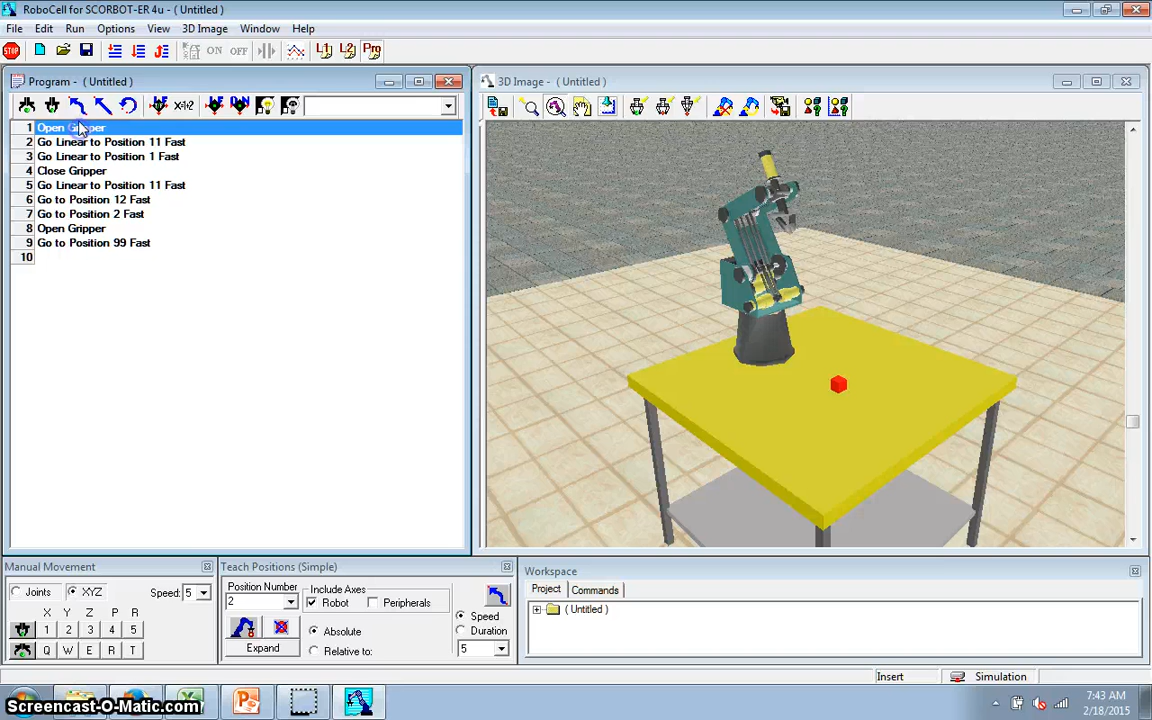 RoboCell for SCORBOT-ER 4u - ( Untitled )
File Edit Run Options View 3D Image Window Help
STOP ON OFF L1 L2 Prg
Program - ( Untitled )
3D Image - ( Untitled )
1 Open Gripper
2 Go Linear to Position 11 Fast
3 Go Linear to Position 1 Fast
4 Close Gripper
5 Go Linear to Position 11 Fast
6 Go to Position 12 Fast
7 Go to Position 2 Fast
8 Open Gripper
9 Go to Position 99 Fast
10
Manual Movement
Joints XYZ Speed: 5
X Y Z P R
1 2 3 4 5
Q W E R T
Teach Positions (Simple)
Position Number
2
Include Axes
Robot Peripherals
Absolute
Relative to:
Expand
Speed
Duration
5
Workspace
Project Commands
( Untitled )
Insert Simulation
Screencast-O-Matic.com
7:43 AM
2/18/2015